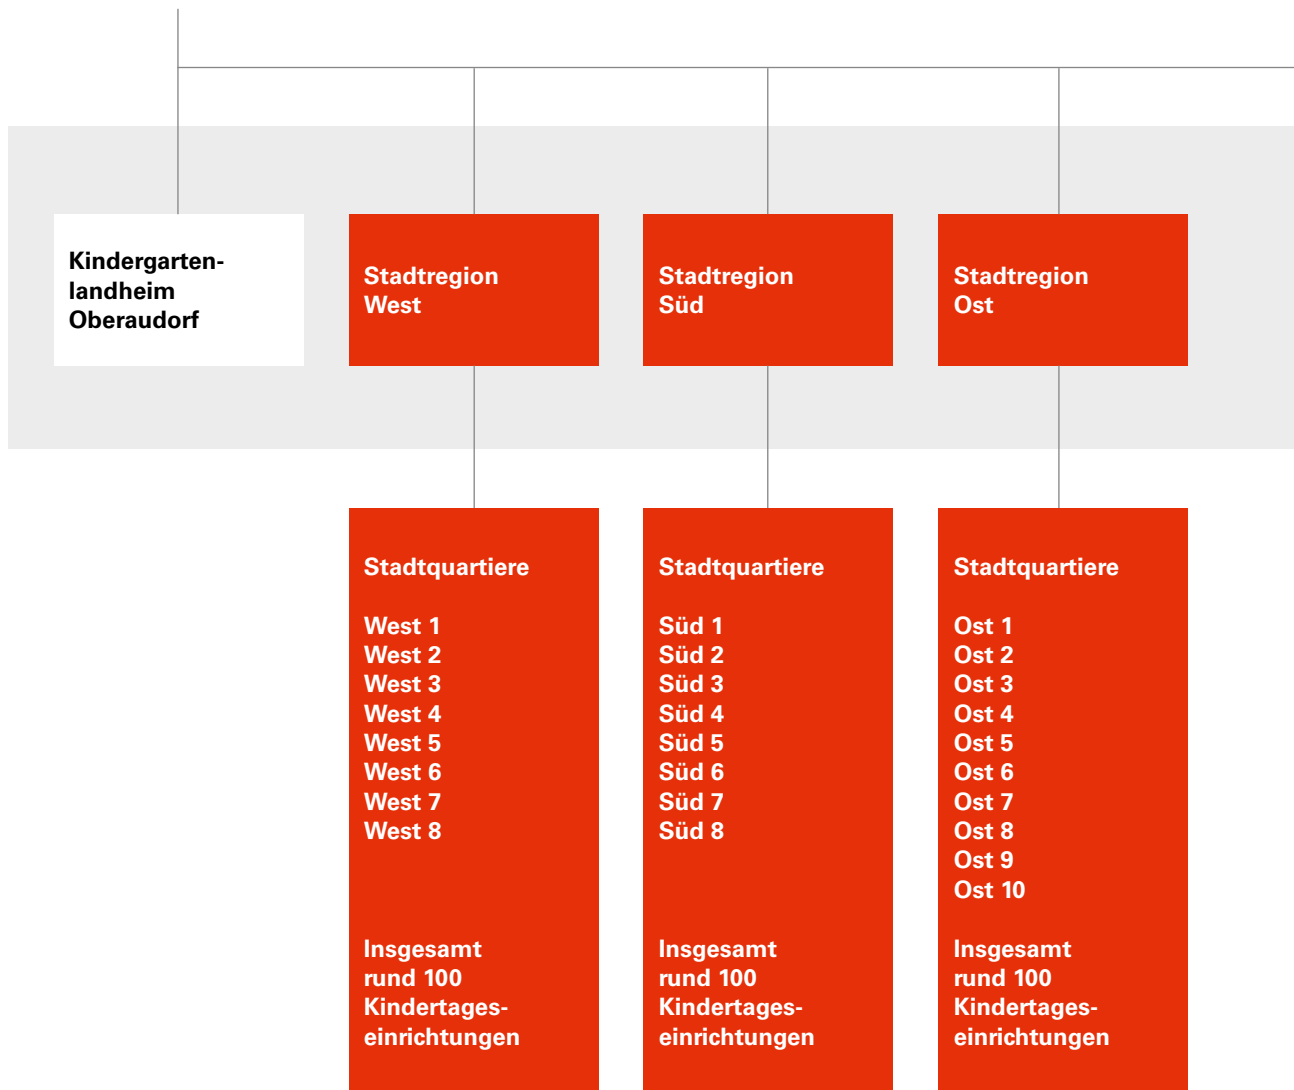 Kindergarten-
landheim
Oberaudorf
Stadtregion
West
Stadtregion
Süd
Stadtregion
Ost
Stadtquartiere
West 1
West 2
West 3
West 4
West 5
West 6
West 7
West 8
Insgesamt
rund 100
Kindertages-
einrichtungen
Stadtquartiere
Süd 1
Süd 2
Süd 3
Süd 4
Süd 5
Süd 6
Süd 7
Süd 8
Insgesamt
rund 100
Kindertages-
einrichtungen
Stadtquartiere
Ost 1
Ost 2
Ost 3
Ost 4
Ost 5
Ost 6
Ost 7
Ost 8
Ost 9
Ost 10
Insgesamt
rund 100
Kindertages-
einrichtungen